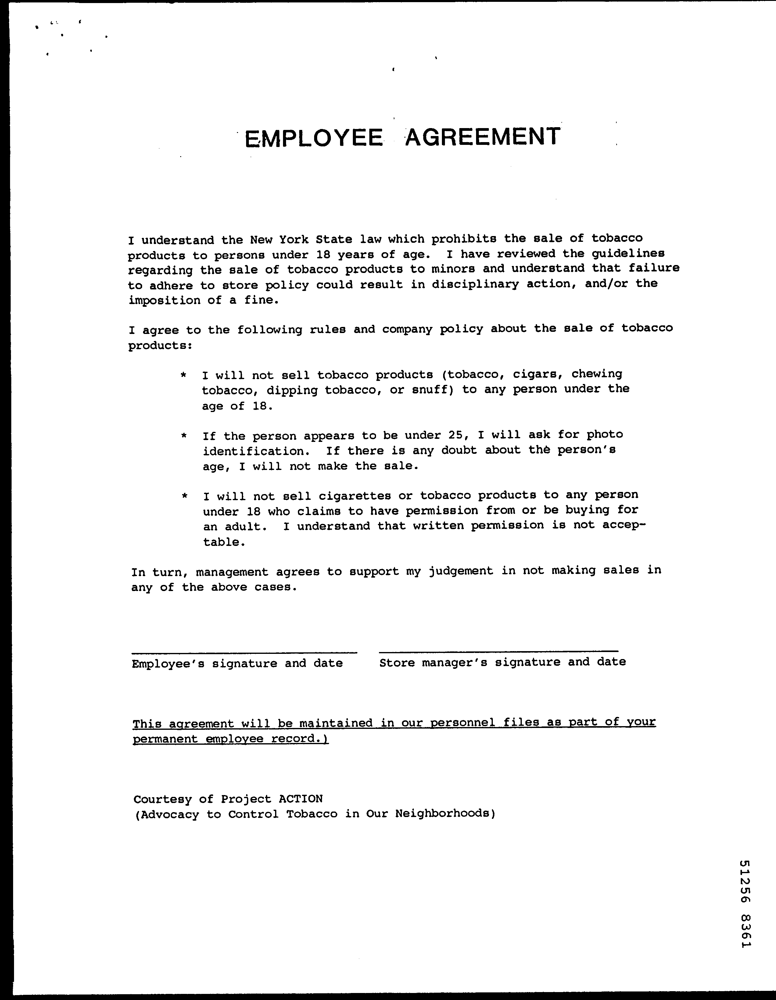 EMPLOYEE AGREEMENT
I understand the New York State law which prohibits the sale of tobacco
products to persons under 18 years of age. I have reviewed the guidelines
regarding the sale of tobacco products to minors and understand that failure
to adhere to store policy could result in disciplinary action, and/or the
imposition of a fine.
I agree to the following rules and company policy about the sale of tobacco
products:
* I will not sell tobacco products (tobacco, cigars, chewing
tobacco, dipping tobacco, or snuff) to any person under the
age of 18.
* If the person appears to be under 25, I will ask for photo
identification. If there is any doubt about the person's
age, I will not make the sale.
* I will not sell cigarettes or tobacco products to any person
under 18 who claims to have permission from or be buying for
an adult. I understand that written permission is not accep-
table.
In turn, management agrees to support my judgement in not making sales in
any of the above cases.
Employee's signature and date Store manager's signature and date
This agreement will be maintained in our personnel files as part of your
permanent employee record.)
Courtesy of Project ACTION
(Advocacy to Control Tobacco in Our Neighborhoods)
51256 8361